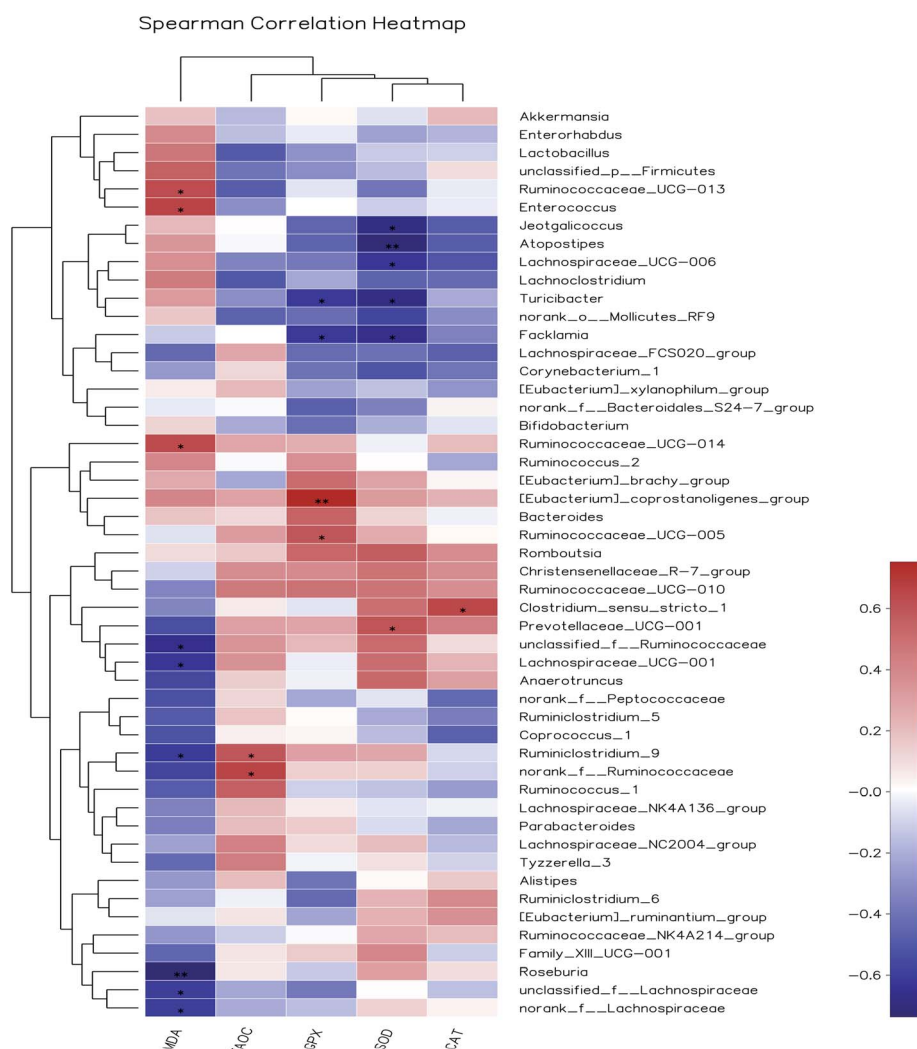 Spearman Correlation Heatmap
Akkermansia
Enterorhabdus
Lactobacillus
unclassified_p__Firmicutes
* Ruminococcaceae_UCG-013
* Enterococcus
* Jeotgalicoccus
** Atopostipes
* Lachnospiraceae_UCG-006
Lachnoclostridium
* * Turicibacter
norank_o__Mollicutes_RF9
* * Facklamia
Lachnospiraceae_FCS020_group
Corynebacterium_1
[Eubacterium]_xylanophilum_group
norank_f__Bacteroidales_S24-7_group
Bifidobacterium
* Ruminococcaceae_UCG-014
Ruminococcus_2
[Eubacterium]_brachy_group
** [Eubacterium]_coprostanoligenes_group
Bacteroides
* Ruminococcaceae_UCG-005
Romboutsia
Christensenellaceae_R-7_group
Ruminococcaceae_UCG-010
* Clostridium_sensu_stricto_1
* Prevotellaceae_UCG-001
* unclassified_f__Ruminococcaceae
* Lachnospiraceae_UCG-001
Anaerotruncus
norank_f__Peptococcaceae
Ruminiclostridium_5
Coprococcus_1
* * Ruminiclostridium_9
* norank_f__Ruminococcaceae
Ruminococcus_1
Lachnospiraceae_NK4A136_group
Parabacteroides
Lachnospiraceae_NC2004_group
Tyzzerella_3
Alistipes
Ruminiclostridium_6
[Eubacterium]_ruminantium_group
Ruminococcaceae_NK4A214_group
Family_XIII_UCG-001
** Roseburia
* unclassified_f__Lachnospiraceae
* norank_f__Lachnospiraceae
MDA GPX SOD CAT
0.6
0.4
0.2
-0.0
-0.2
-0.4
-0.6